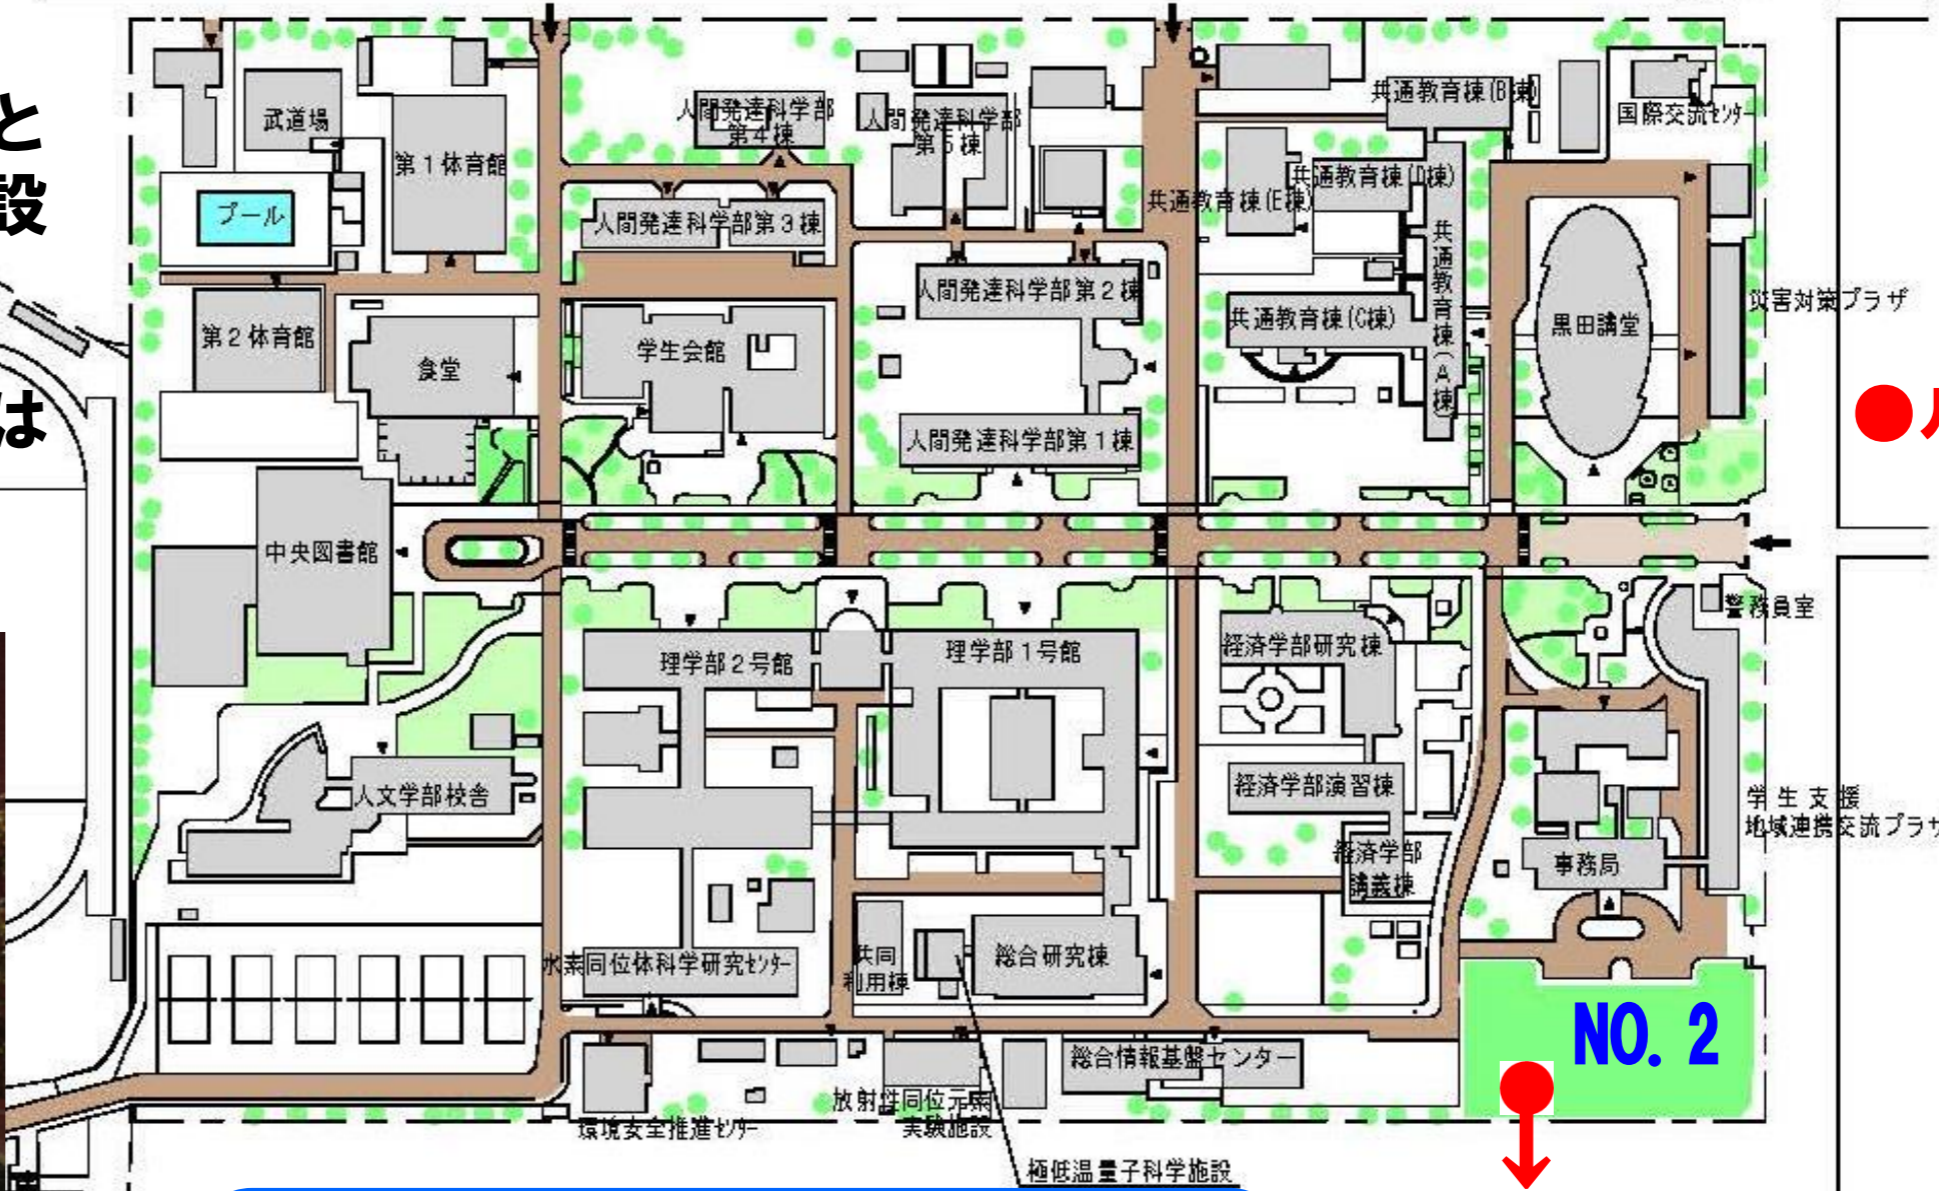 と
設
は
武道場
第1体育館
プール
第2体育館
食堂
人間発達科学部
第4棟
人間発達科学部
第5棟
人間発達科学部第3棟
人間発達科学部第2棟
学生会館
人間発達科学部第1棟
共通教育棟(B棟)
国際交流センター
共通教育棟(D棟)
共通教育棟(E棟)
共通教育棟(A棟)
共通教育棟(C棟)
黒田講堂
災害対策プラザ
中央図書館
警務員室
理学部2号館
理学部1号館
経済学部研究棟
人文学部校舎
経済学部演習棟
経済学部
講義棟
学生支援
地域連携交流プラザ
事務局
水素同位体科学研究センター
共同
利用棟
総合研究棟
NO. 2
総合情報基盤センター
環境安全推進センター
放射性同位元素
実験施設
極低温量子科学施設